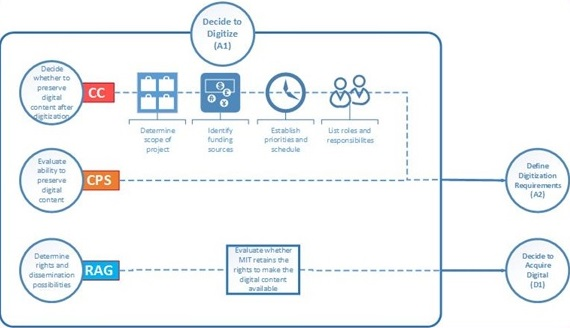 Decide to
Digitize
(A1)
Decide
whether to
preserve
digital
content after
digitization
CC
Determine
scope of
project
Identify
funding
sources
Establish
priorities and
schedule
List roles and
responsibilites
Evaluate
ability to
preserve
digital
content
CPS
Define
Digitization
Requirements
(A2)
Determine
rights and
dissemination
possibilities
RAG
Evaluate whether
MIT retains the
rights to make the
digital content
available
Decide to
Acquire
Digital
(D1)